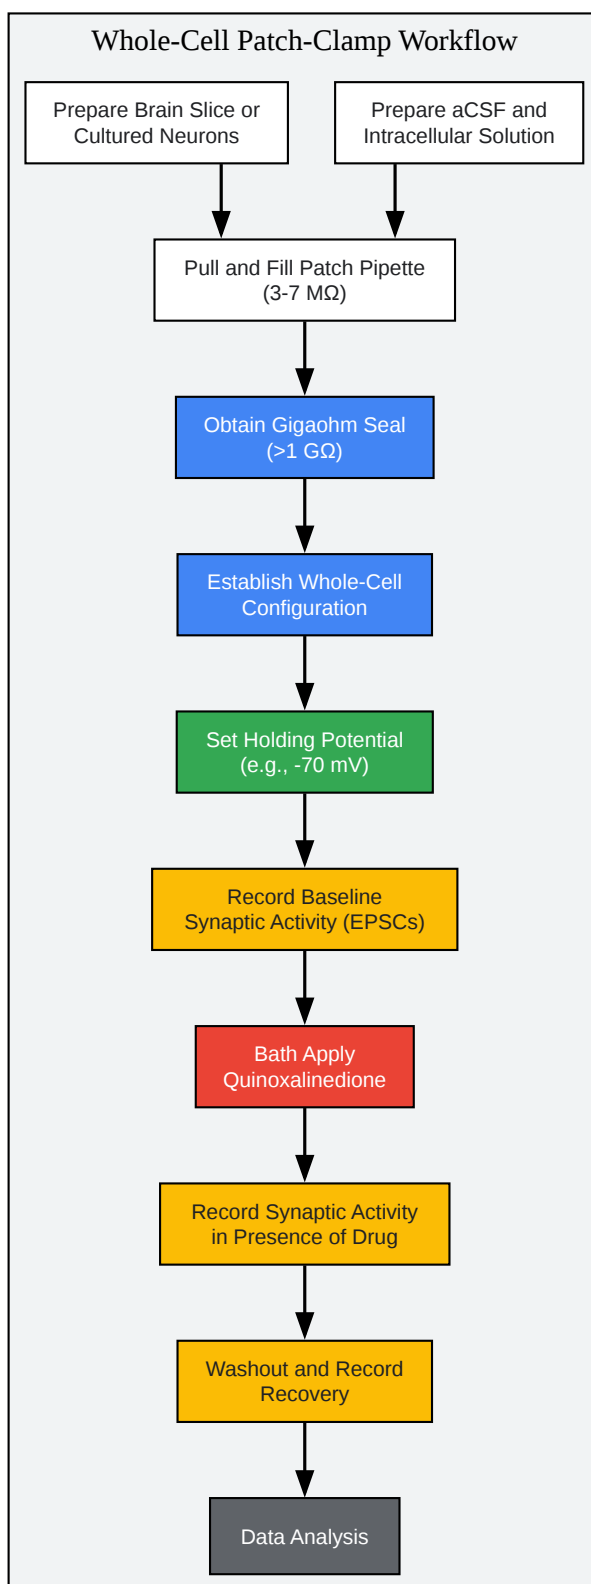 Whole-Cell Patch-Clamp Workflow
Prepare Brain Slice or
Cultured Neurons
Prepare aCSF and
Intracellular Solution
Pull and Fill Patch Pipette
(3-7 MΩ)
Obtain Gigaohm Seal
(>1 GΩ)
Establish Whole-Cell
Configuration
Set Holding Potential
(e.g., -70 mV)
Record Baseline
Synaptic Activity (EPSCs)
Bath Apply
Quinoxalinedione
Record Synaptic Activity
in Presence of Drug
Washout and Record
Recovery
Data Analysis